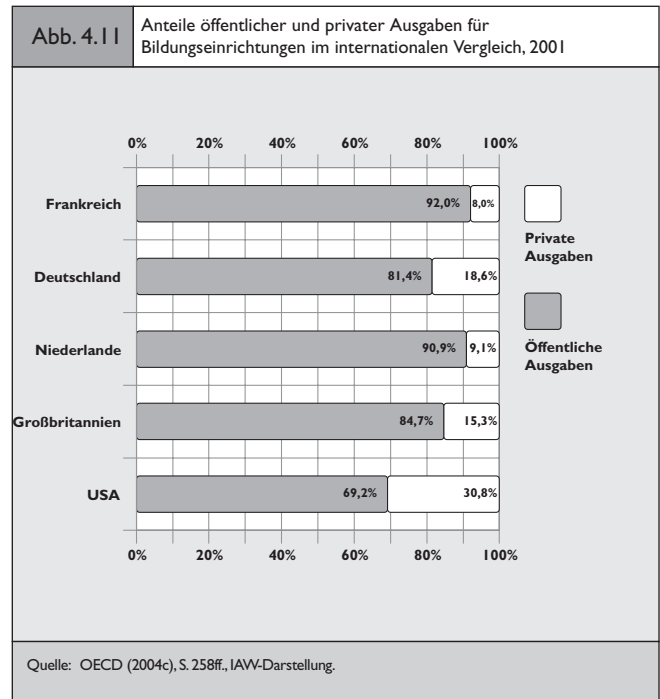 Abb. 4.11
Anteile öffentlicher und privater Ausgaben für
Bildungseinrichtungen im internationalen Vergleich, 2001
0% 20% 40% 60% 80% 100%
Frankreich 92,0% 8,0%
Deutschland 81,4% 18,6%
Niederlande 90,9% 9,1%
Großbritannien 84,7% 15,3%
USA 69,2% 30,8%
0% 20% 40% 60% 80% 100%
Private
Ausgaben
Öffentliche
Ausgaben
Quelle: OECD (2004c), S. 258ff., IAW-Darstellung.